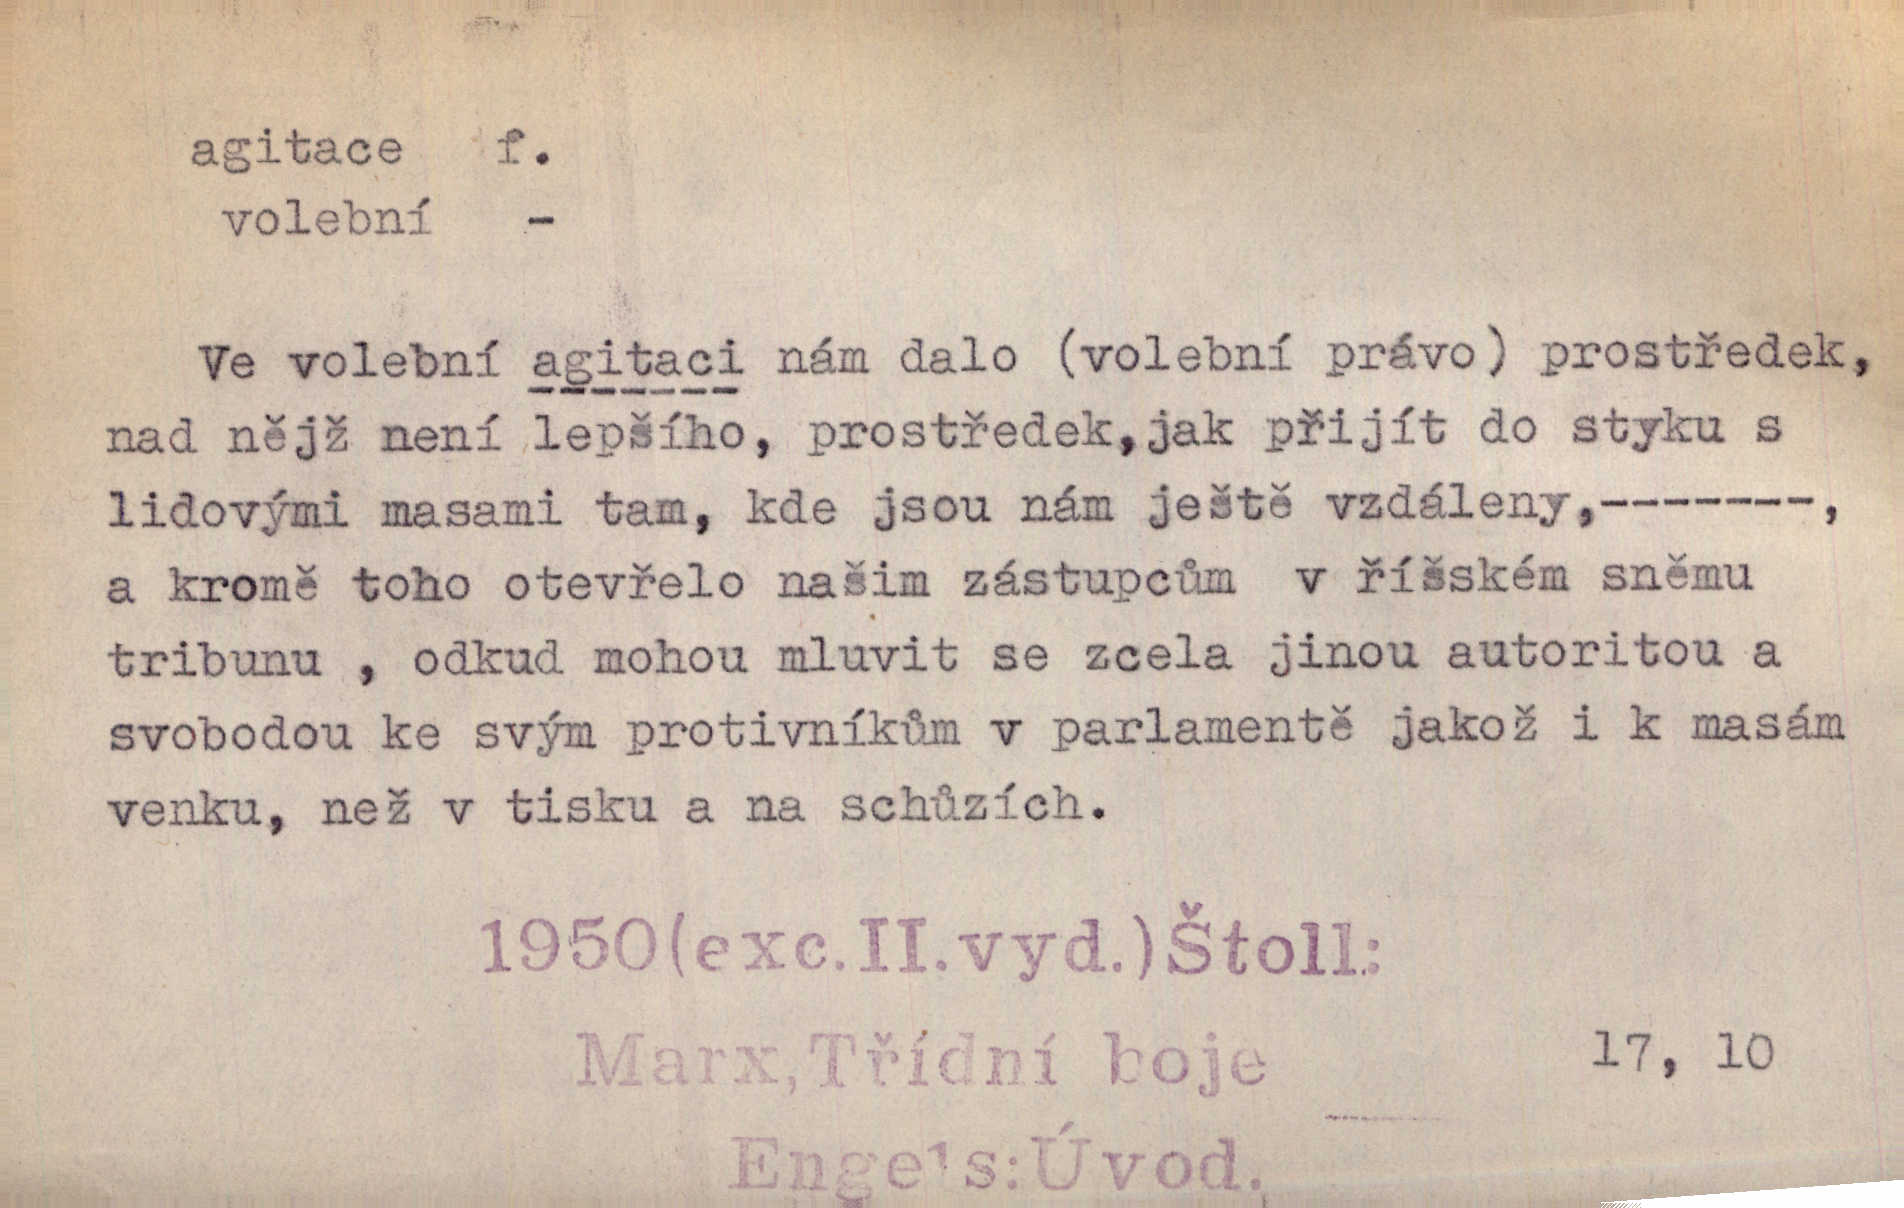 agitace f.
volební -
Ve volební agitaci nám dalo (volební právo) prostředek,
nad nějž není lepšího, prostředek,jak přijít do styku s
lidovými masami tam, kde jsou nám ještě vzdáleny,-------,
a kromě toho otevřelo našim zástupcům v říšském sněmu
tribunu , odkud mohou mluvit se zcela jinou autoritou a
svobodou ke svým protivníkům v parlamentě jakož i k masám
venku, než v tisku a na schůzích.
1950(exc.II.vyd.)Štoll:
Marx,Třídní boje
17, 10
Engels:Úvod.